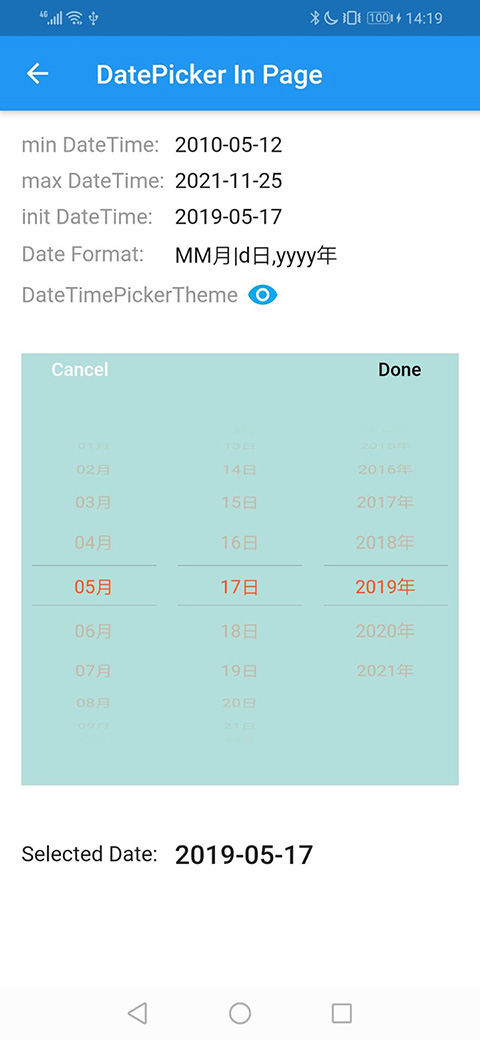 4G 100 14:19
DatePicker In Page
min DateTime: 2010-05-12
max DateTime: 2021-11-25
init DateTime: 2019-05-17
Date Format: MM月|d日,yyyy年
DateTimePickerTheme
Cancel Done
01月 13日 2015年
02月 14日 2016年
03月 15日 2017年
04月 16日 2018年
05月 17日 2019年
06月 18日 2020年
07月 19日 2021年
08月 20日
09月 21日
Selected Date: 2019-05-17